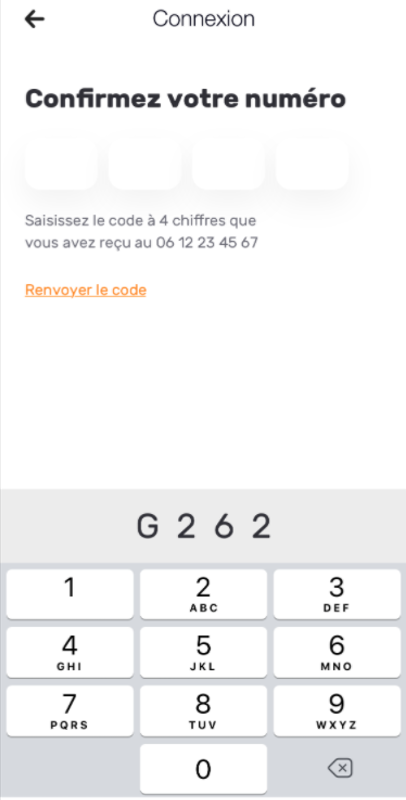 Connexion
Confirmez votre numéro
Saisissez le code à 4 chiffres que
vous avez reçu au 06 12 23 45 67
Renvoyer le code
G 2 6 2
1 2 3
ABC DEF
4 5 6
GHI JKL MNO
7 8 9
PQRS TUV WXYZ
0